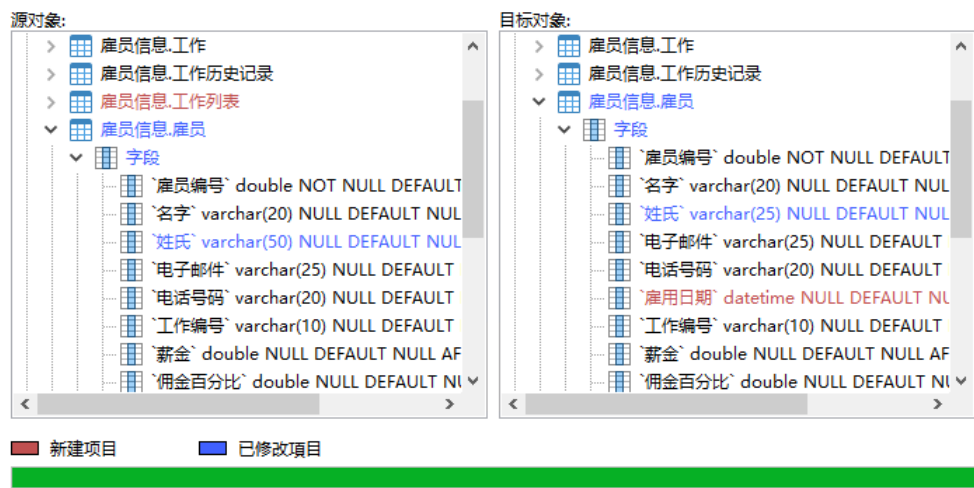 源对象:
雇员信息.工作
雇员信息.工作历史记录
雇员信息.工作列表
雇员信息.雇员
字段
`雇员编号` double NOT NULL DEFAULT
`名字` varchar(20) NULL DEFAULT NUL
`姓氏` varchar(50) NULL DEFAULT NUL
`电子邮件` varchar(25) NULL DEFAULT
`电话号码` varchar(20) NULL DEFAULT
`工作编号` varchar(10) NULL DEFAULT
`薪金` double NULL DEFAULT NULL AF
`佣金百分比` double NULL DEFAULT NU
目标对象:
雇员信息.工作
雇员信息.工作历史记录
雇员信息.雇员
字段
`雇员编号` double NOT NULL DEFAULT
`名字` varchar(20) NULL DEFAULT NUL
`姓氏` varchar(25) NULL DEFAULT NUL
`电子邮件` varchar(25) NULL DEFAULT
`电话号码` varchar(20) NULL DEFAULT
`雇用日期` datetime NULL DEFAULT NU
`工作编号` varchar(10) NULL DEFAULT
`薪金` double NULL DEFAULT NULL AF
`佣金百分比` double NULL DEFAULT NU
新建项目
已修改項目